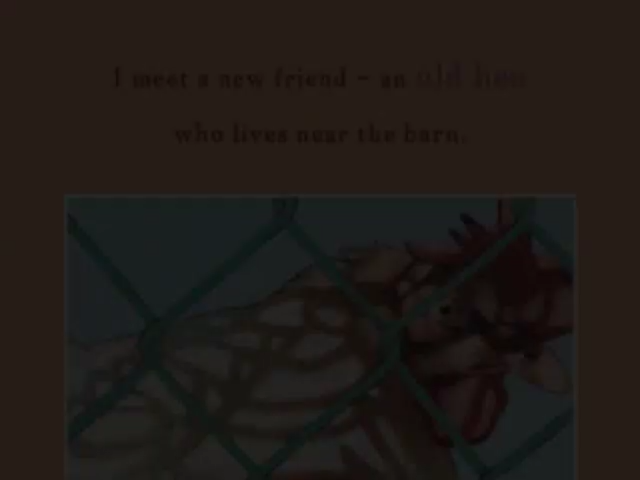 I meet a new friend – an old hen
who lives near the barn.